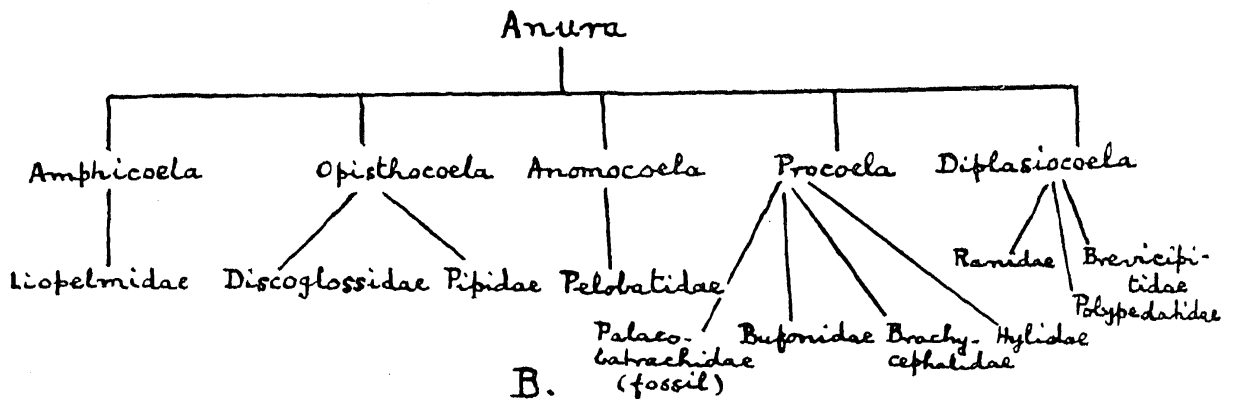 Anura
Amphicoela Opisthocoela Anomocoela Procoela Diplasiocoela
Liopelmidae Discoglossidae Pipidae Pelobatidae
Palaeo-
batrachidae
(fossil)
Bufonidae
Brachy-
cephalidae
Hylidae
Ranidae
Polypedatidae
Brevicipi-
tidae
B.